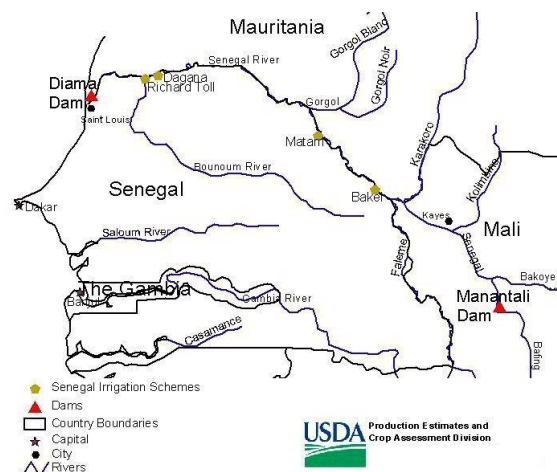 Mauritania
Gorgol Blanc
Gorgol Noir
Senegal River
Dagana
Richard Toll
Diama
Dam
Saint Louis
Gorgol
Matam
Karakoro
Bounoum River
Kolimbine
Senegal
Bakel
Dakar
Kayes
Mali
Saloum River
Faleme
Senegal
Bakoye
The Gambia
Banjul
Gambia River
Manantali
Dam
Casamance
Bafing
Senegal Irrigation Schemes
Dams
Country Boundaries
Capital
City
Rivers
USDA
Production Estimates and
Crop Assessment Division